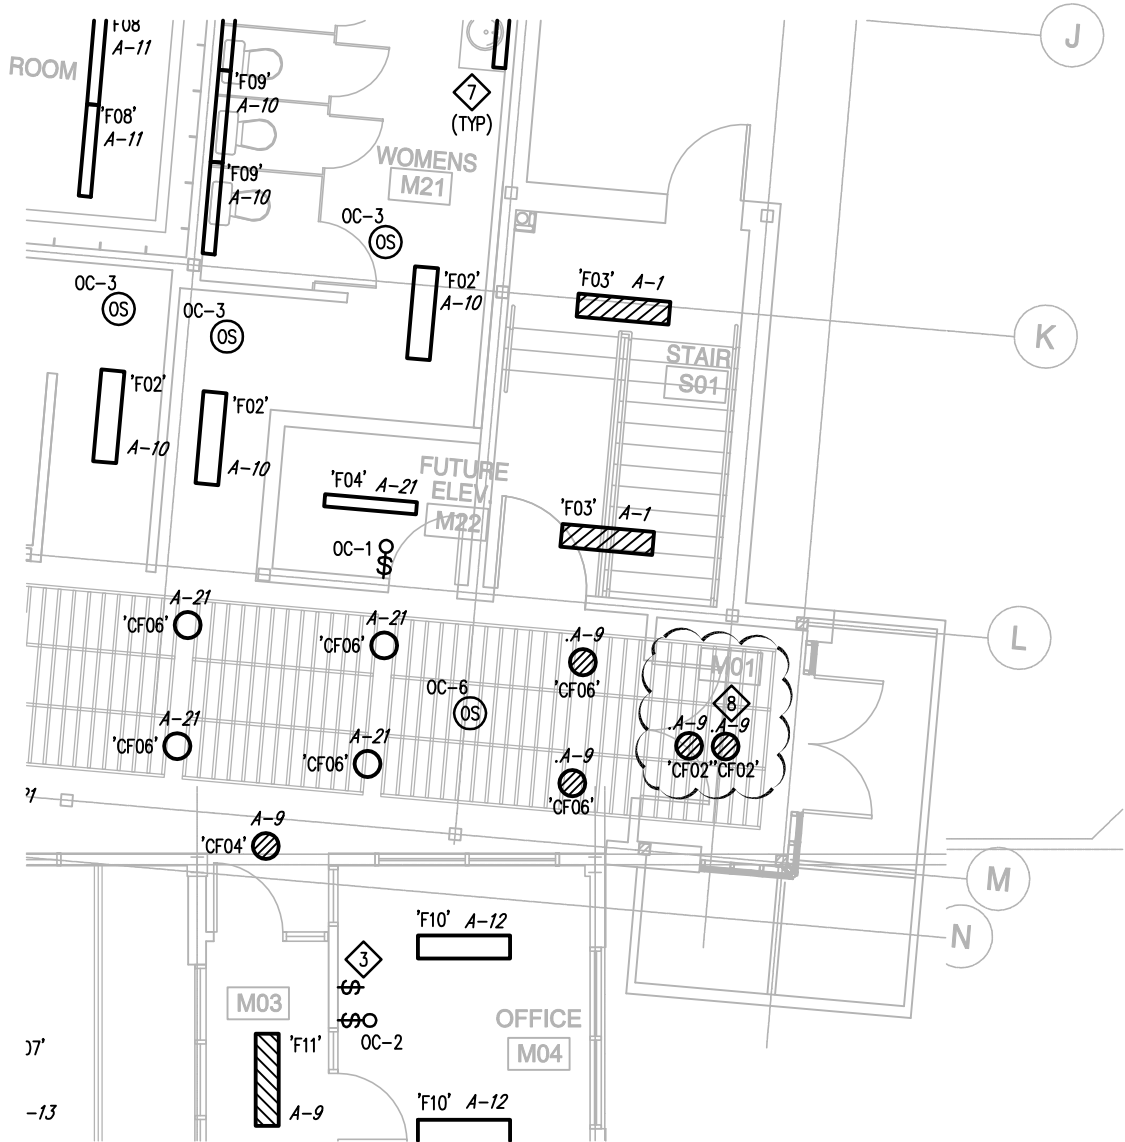 'F08'
A-11
J
ROOM
'F09'
A-10
7
(TYP)
'F08'
A-11
WOMENS
M21
'F09'
A-10
OC-3
OS
'F02'
A-10
'F03' A-1
OC-3
OS
OC-3
OS
K
STAIR
S01
'F02'
A-10
'F02'
A-10
FUTURE
ELEV.
M22
'F04' A-21
'F03' A-1
OC-1
$
A-21
'CF06'
A-21
'CF06'
.A-9
'CF06'
L
M01
8
OC-6
OS
A-21
'CF06'
A-21
'CF06'
.A-9
'CF02'
.A-9
'CF02'
.A-9
'CF06'
A-9
'CF04'
M
N
'F10' A-12
3
$
$
OC-2
M03
OFFICE
M04
'F11'
A-9
07'
-13
'F10' A-12